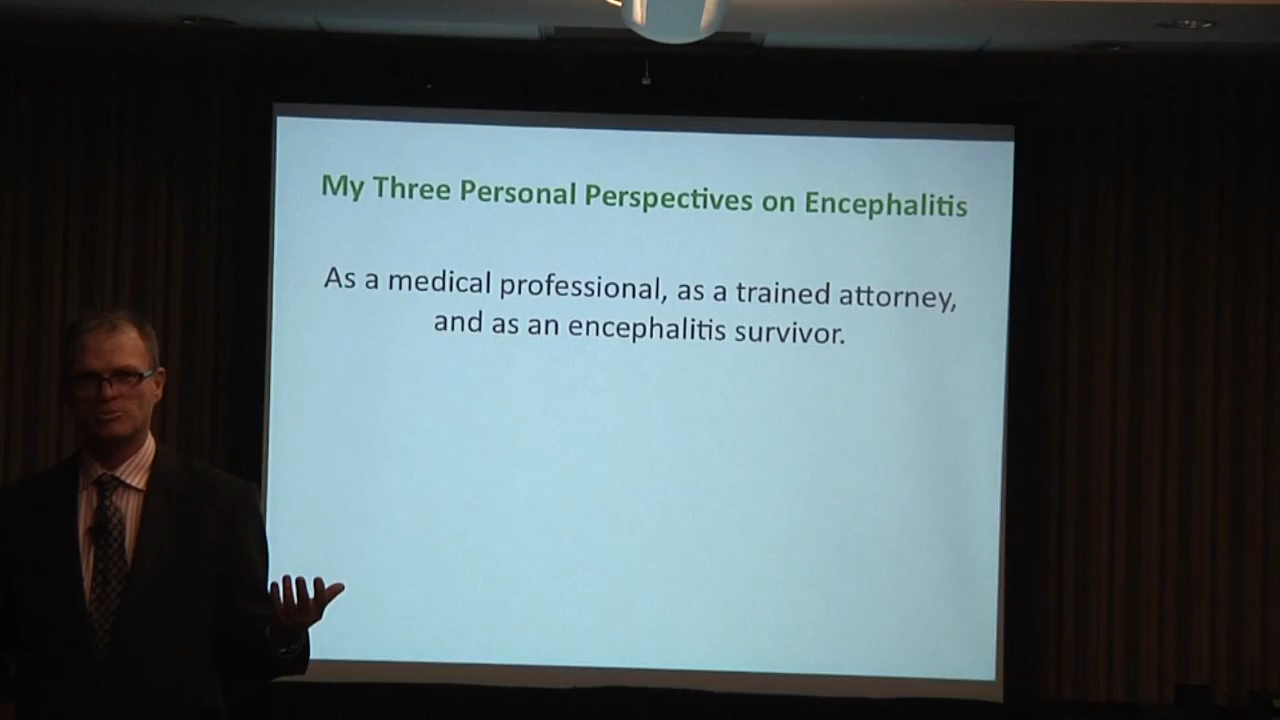 My Three Personal Perspectives on Encephalitis
As a medical professional, as a trained attorney,
and as an encephalitis survivor.